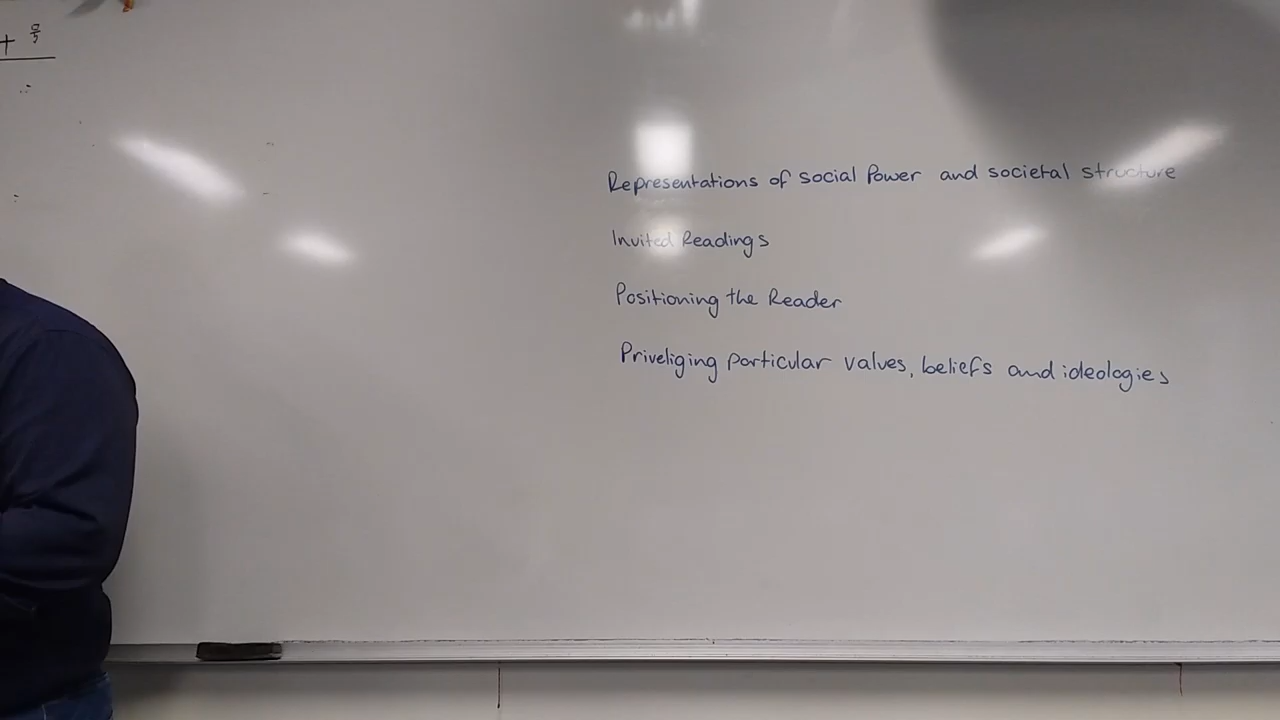 Representations of social Power and societal structure
Invited Readings
Positioning the Reader
Priveliging particular values, beliefs and ideologies